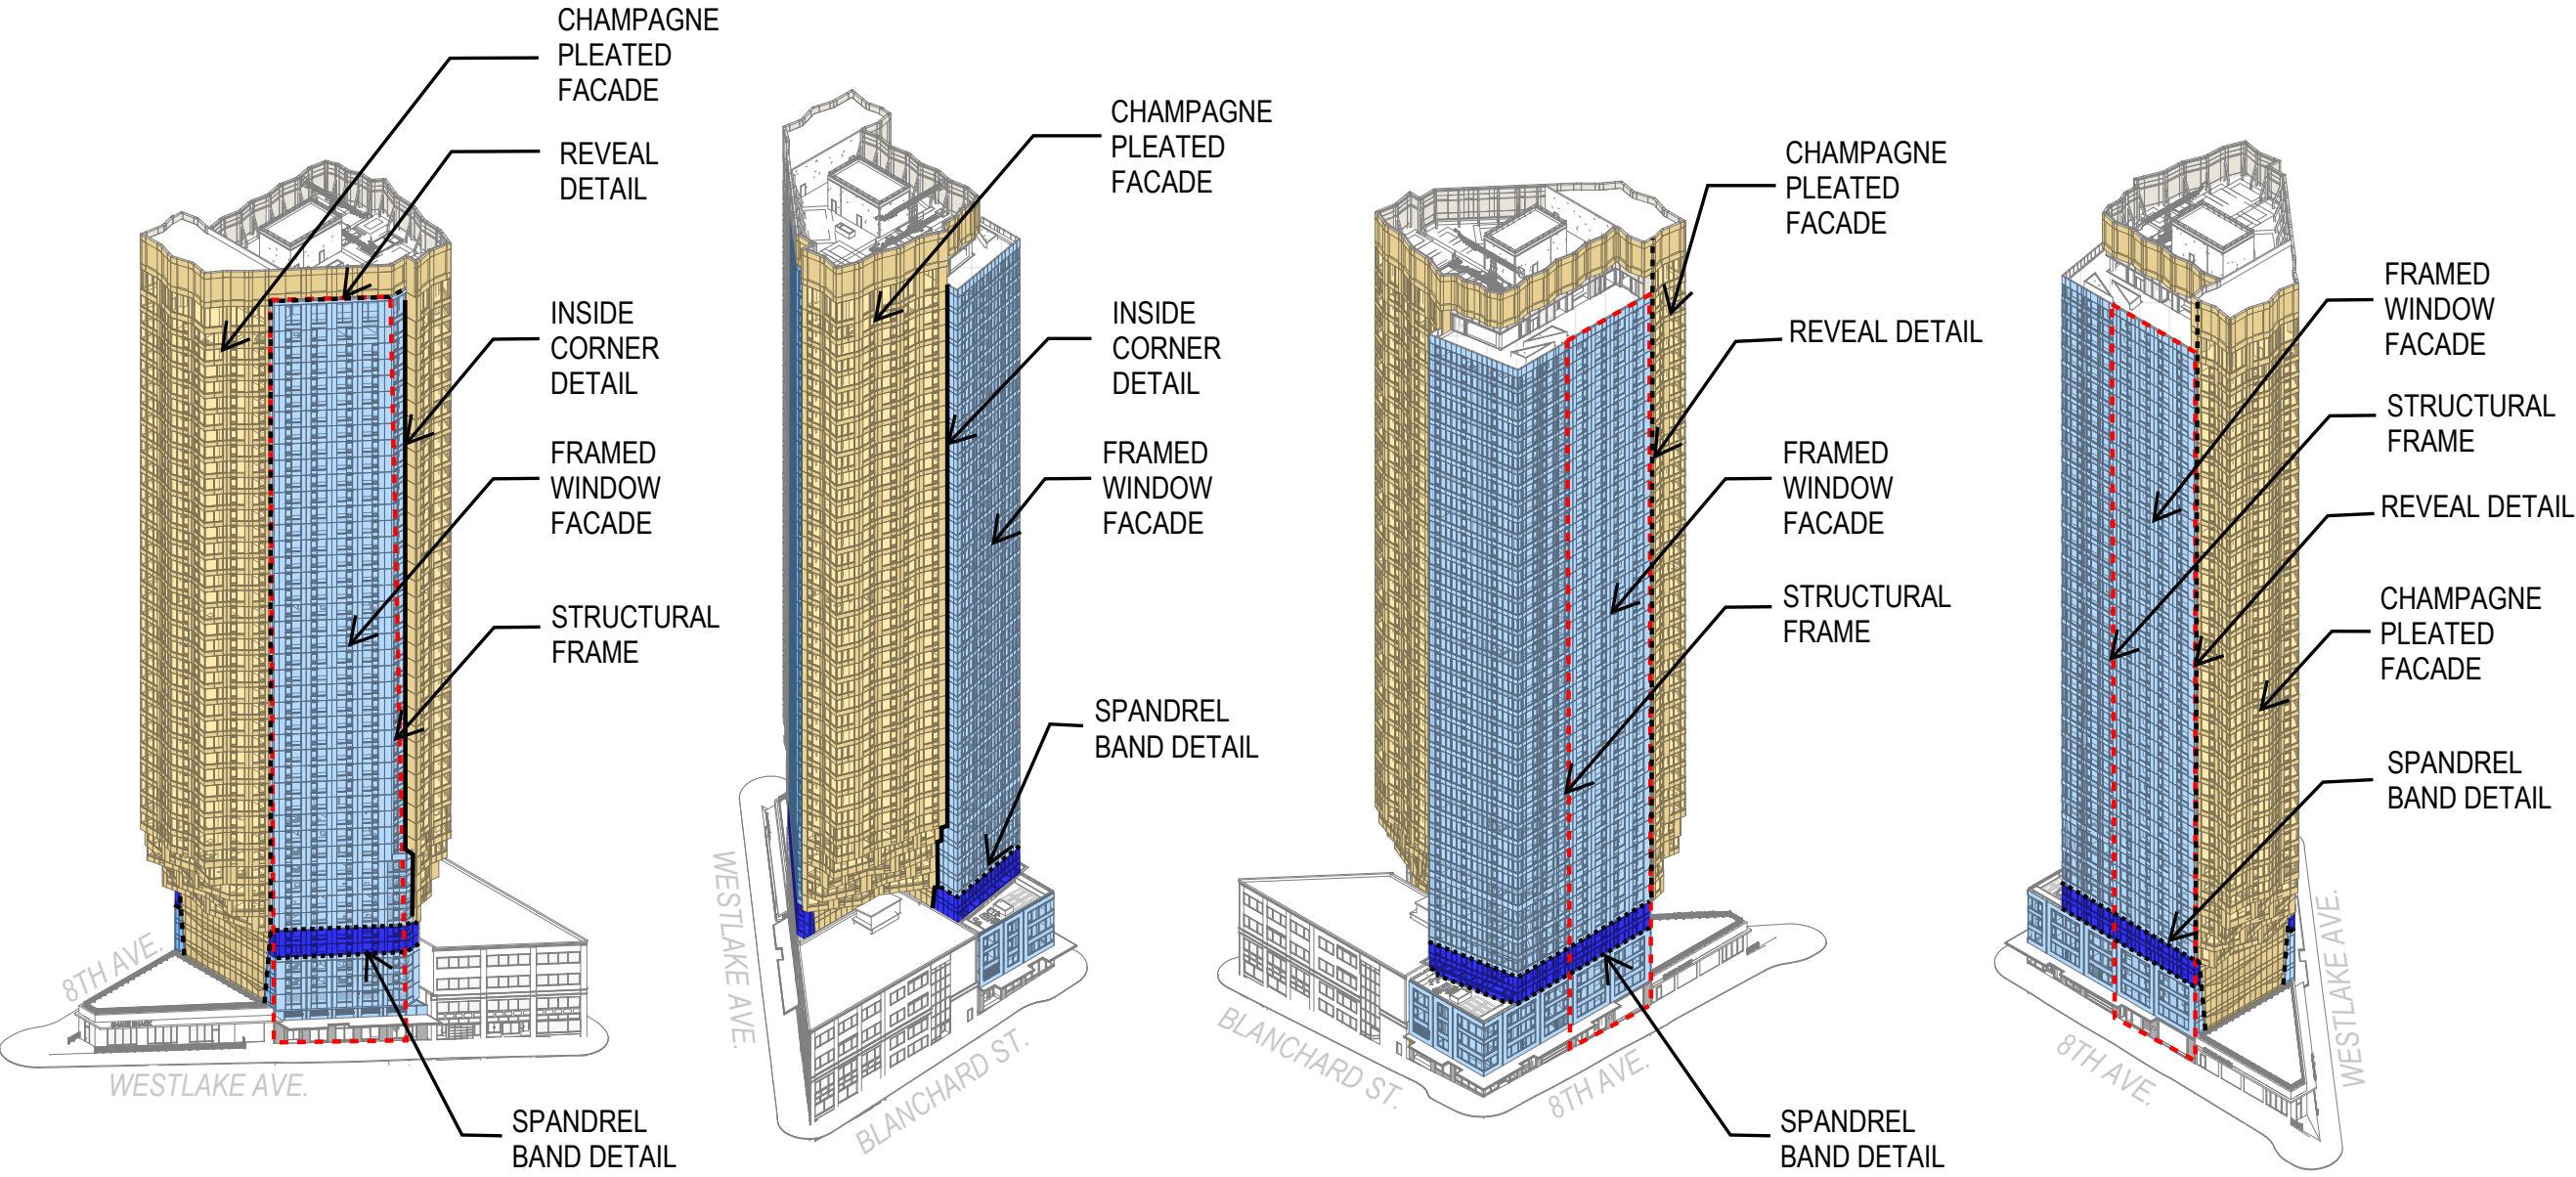 CHAMPAGNE
PLEATED
FACADE
REVEAL
DETAIL
INSIDE
CORNER
DETAIL
FRAMED
WINDOW
FACADE
STRUCTURAL
FRAME
8TH AVE.
WESTLAKE AVE.
SPANDREL
BAND DETAIL
CHAMPAGNE
PLEATED
FACADE
INSIDE
CORNER
DETAIL
FRAMED
WINDOW
FACADE
SPANDREL
BAND DETAIL
WESTLAKE AVE.
BLANCHARD ST.
CHAMPAGNE
PLEATED
FACADE
REVEAL DETAIL
FRAMED
WINDOW
FACADE
STRUCTURAL
FRAME
BLANCHARD ST.
8TH AVE.
SPANDREL
BAND DETAIL
FRAMED
WINDOW
FACADE
STRUCTURAL
FRAME
REVEAL DETAIL
CHAMPAGNE
PLEATED
FACADE
SPANDREL
BAND DETAIL
8TH AVE.
WESTLAKE AVE.